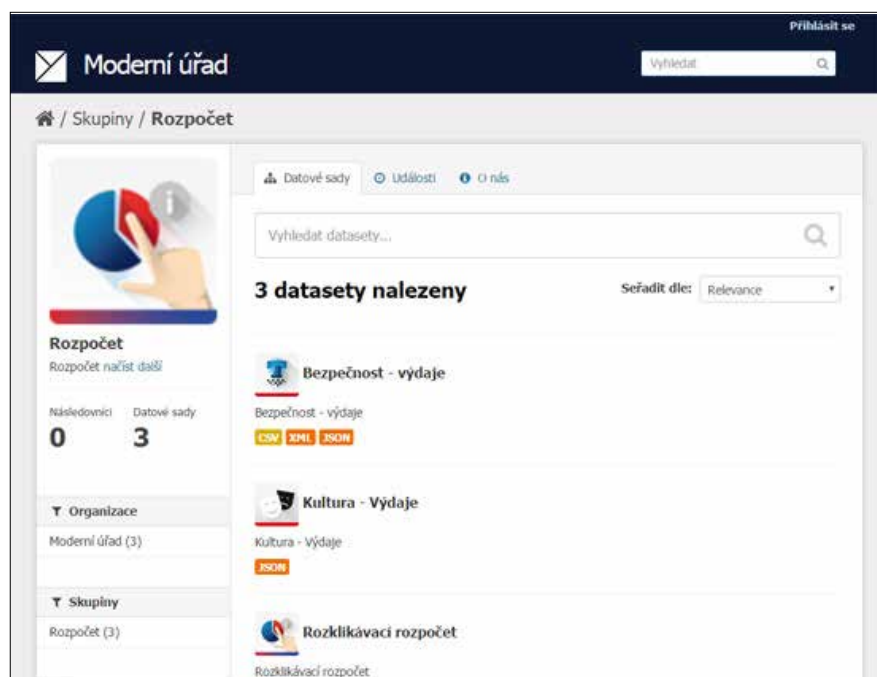 Přihlásit se
Moderní úřad
Vyhledat
/ Skupiny / Rozpočet
Datové sady
Události
O nás
Vyhledat datasety...
3 datasety nalezeny
Seřadit dle:
Relevance
Rozpočet
Rozpočet načíst další
Následovníci Datové sady
0 3
Organizace
Moderní úřad (3)
Skupiny
Rozpočet (3)
Bezpečnost - výdaje
Bezpečnost - výdaje
CSV XML JSON
Kultura - Výdaje
Kultura - Výdaje
JSON
Rozklikávací rozpočet
Rozklikávací rozpočet